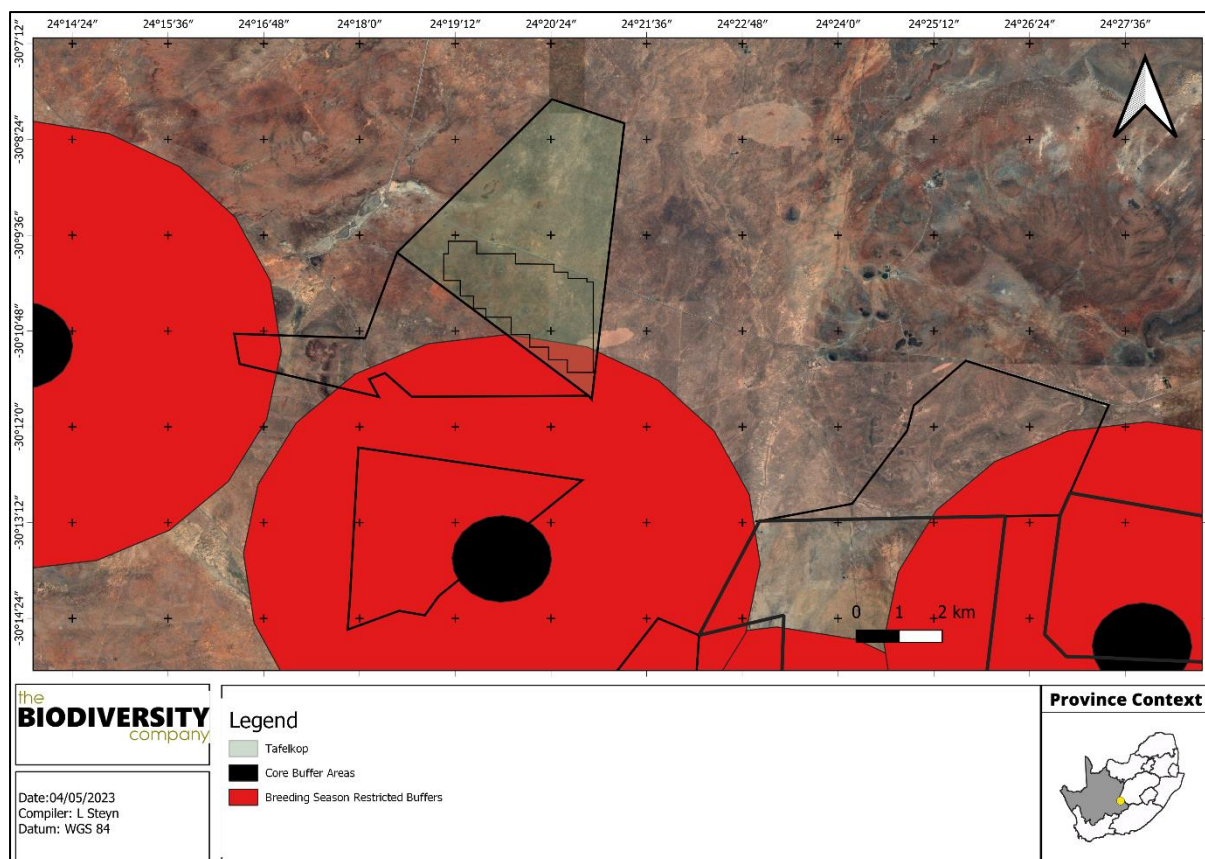 24°14'24" 24°15'36" 24°16'48" 24°18'0" 24°19'12" 24°20'24" 24°21'36" 24°22'48" 24°24'0" 24°25'12" 24°26'24" 24°27'36"
-30°7'12"
-30°8'24"
-30°9'36"
-30°10'48"
-30°12'0"
-30°13'12"
-30°14'24"
0 1 2 km
the
BIODIVERSITY
company
Date:04/05/2023
Compiler: L Steyn
Datum: WGS 84
Legend
Tafelkop
Core Buffer Areas
Breeding Season Restricted Buffers
Province Context